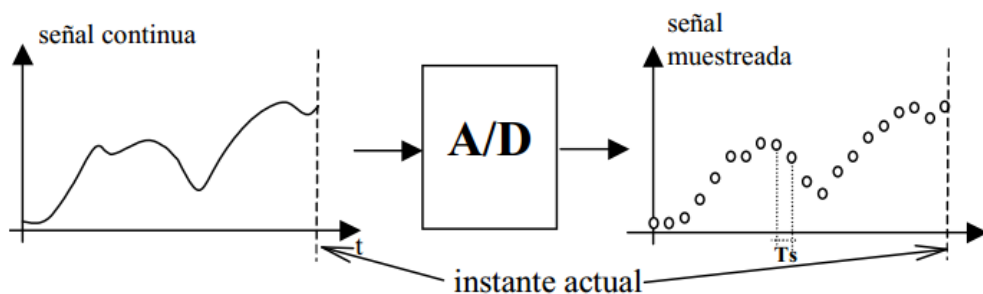 señal continua
t
A/D
señal
muestreada
Ts
instante actual